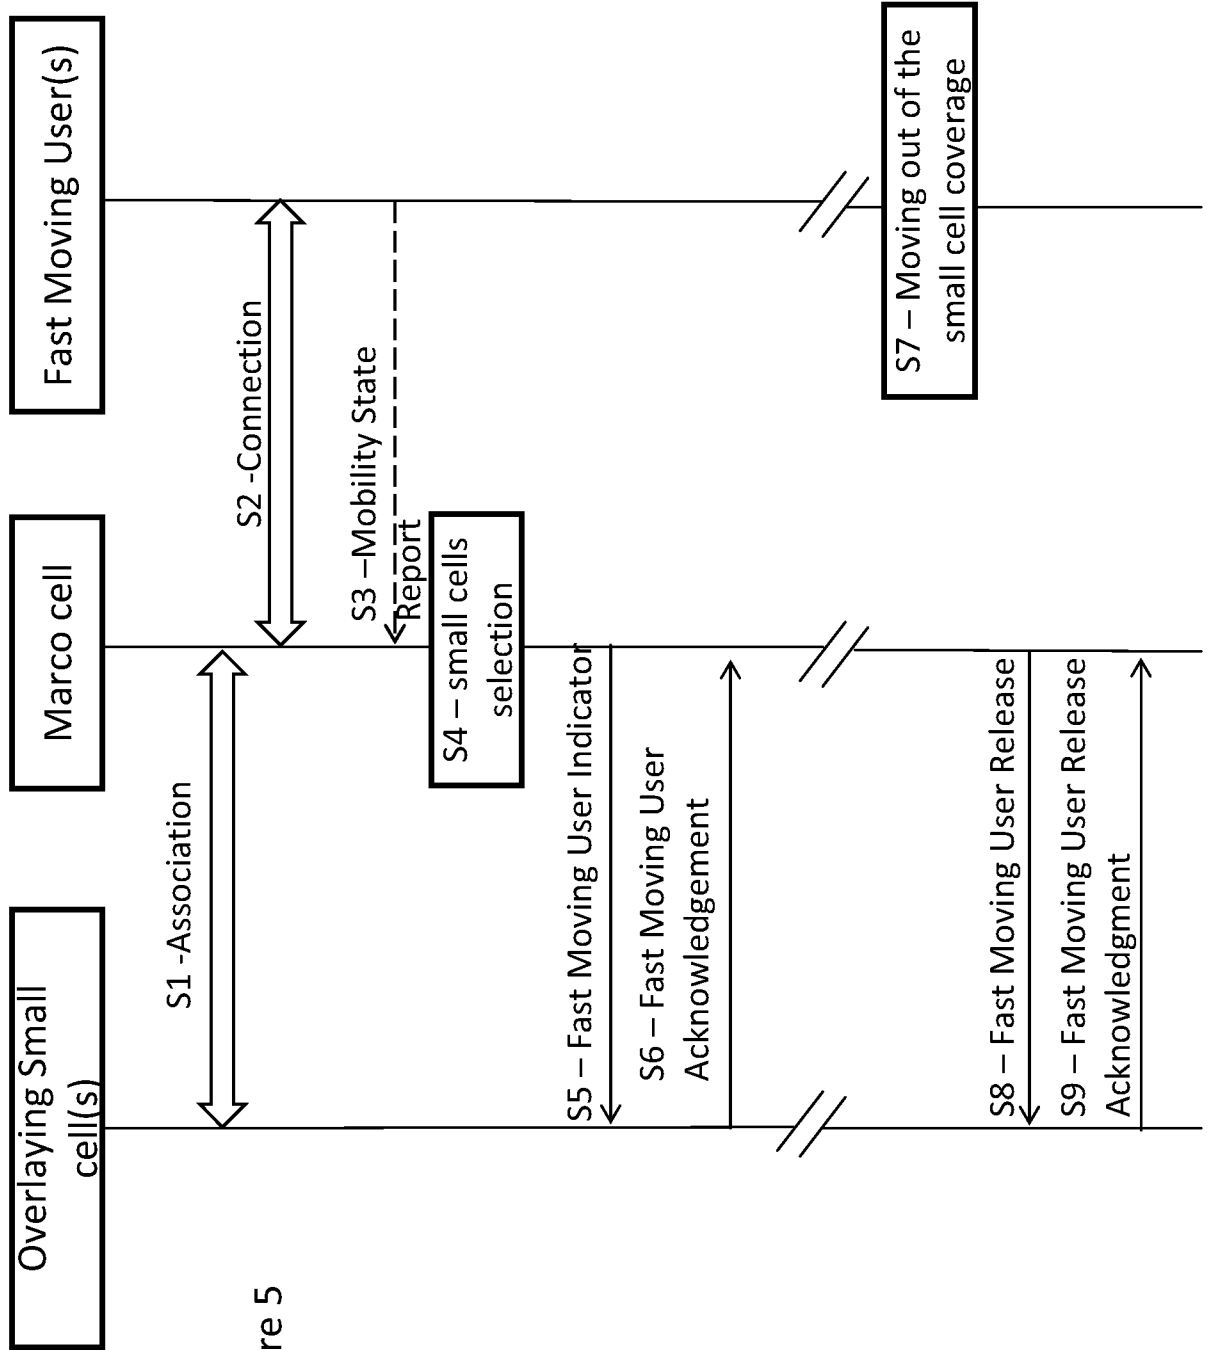 Overlaying Small
cell(s)
Marco cell
Fast Moving User(s)
S1 -Association
S2 -Connection
S3 –Mobility State
Report
S4 – small cells
selection
S5 – Fast Moving User Indicator
S6 – Fast Moving User
Acknowledgement
S7 – Moving out of the
small cell coverage
S8 – Fast Moving User Release
S9 – Fast Moving User Release
Acknowledgment
re 5